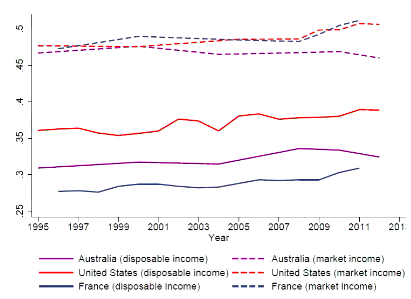 .5
.45
.4
.35
.3
.25
1995 1997 1999 2001 2003 2005 2007 2009 2011 2013
Year
Australia (disposable income) Australia (market income)
United States (disposable income) United States (market income)
France (disposable income) France (market income)